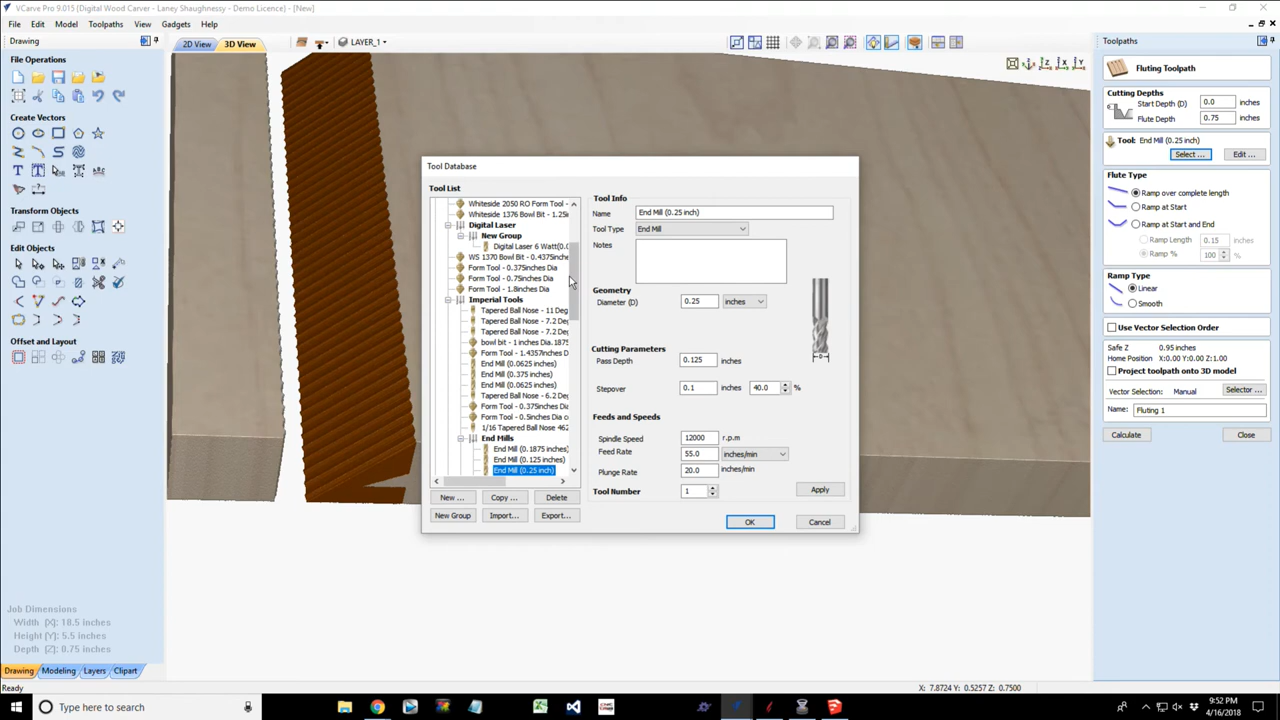 VCarve Pro 9.015 {Digital Wood Carver - Laney Shaughnessy - Demo Licence} - [New]
File Edit Model Toolpaths View Gadgets Help
Drawing
2D View 3D View LAYER_1
Toolpaths
File Operations
Create Vectors
Transform Objects
Edit Objects
Offset and Layout
Job Dimensions
Width (X): 18.5 inches
Height (Y): 5.5 inches
Depth (Z): 0.75 inches
Drawing Modeling Layers Clipart
Tool Database
Tool List
Whiteside 2050 RO Form Tool -
Whiteside 1376 Bowl Bit - 1.25i
Digital Laser
New Group
Digital Laser 6 Watt(0.0
WS 1370 Bowl Bit - 0.4375inche
Form Tool - 0.375inches Dia
Form Tool - 0.75inches Dia
Form Tool - 1.8inches Dia
Imperial Tools
Tapered Ball Nose - 11 Deg
Tapered Ball Nose - 7.2 De
Tapered Ball Nose - 7.2 De
bowl bit - 1 inches Dia. 1875
Form Tool - 1.4357inches D
End Mill (0.0625 inches)
End Mill (0.375 inches)
End Mill (0.0625 inches)
Tapered Ball Nose - 6.2 De
Form Tool - 0.375inches Dia
Form Tool - 0.5inches Dia c
1/16 Tapered Ball Nose 462
End Mills
End Mill (0.1875 inches)
End Mill (0.125 inches)
End Mill (0.25 inch)
New ... Copy ... Delete
New Group Import... Export...
Tool Info
Name End Mill (0.25 inch)
Tool Type End Mill
Notes
Geometry
Diameter (D) 0.25 inches
D
Cutting Parameters
Pass Depth 0.125 inches
Stepover 0.1 inches 40.0 %
Feeds and Speeds
Spindle Speed 12000 r.p.m
Feed Rate 55.0 inches/min
Plunge Rate 20.0 inches/min
Tool Number 1
Apply
OK Cancel
Fluting Toolpath
Cutting Depths
Start Depth (D) 0.0 inches
Flute Depth 0.75 inches
Tool: End Mill (0.25 inch)
Select ... Edit ...
Flute Type
Ramp over complete length
Ramp at Start
Ramp at Start and End
Ramp Length 0.15 inches
Ramp % 100 %
Ramp Type
Linear
Smooth
Use Vector Selection Order
Safe Z 0.95 inches
Home Position X:0.00 Y:0.00 Z:1.00
Project toolpath onto 3D model
Vector Selection: Manual Selector ...
Name: Fluting 1
Calculate Close
Ready
X: 7.8724 Y: 0.5257 Z: 0.7500
Type here to search
9:52 PM
4/16/2018